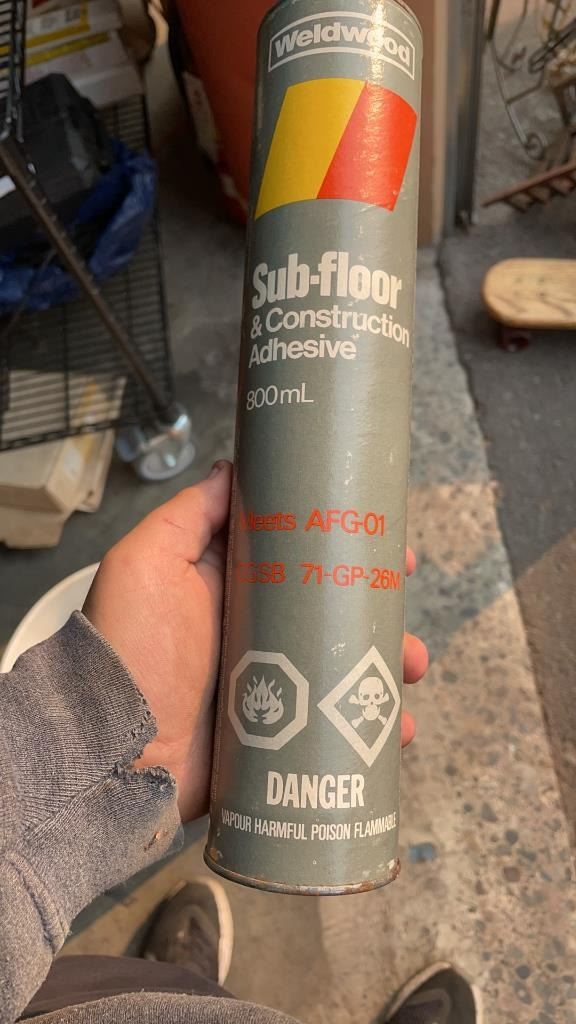 Weldwood
Sub-floor
& Construction
Adhesive
800mL
Meets AFG-01
CGSB 71-GP-26M
DANGER
VAPOUR HARMFUL POISON FLAMMABLE